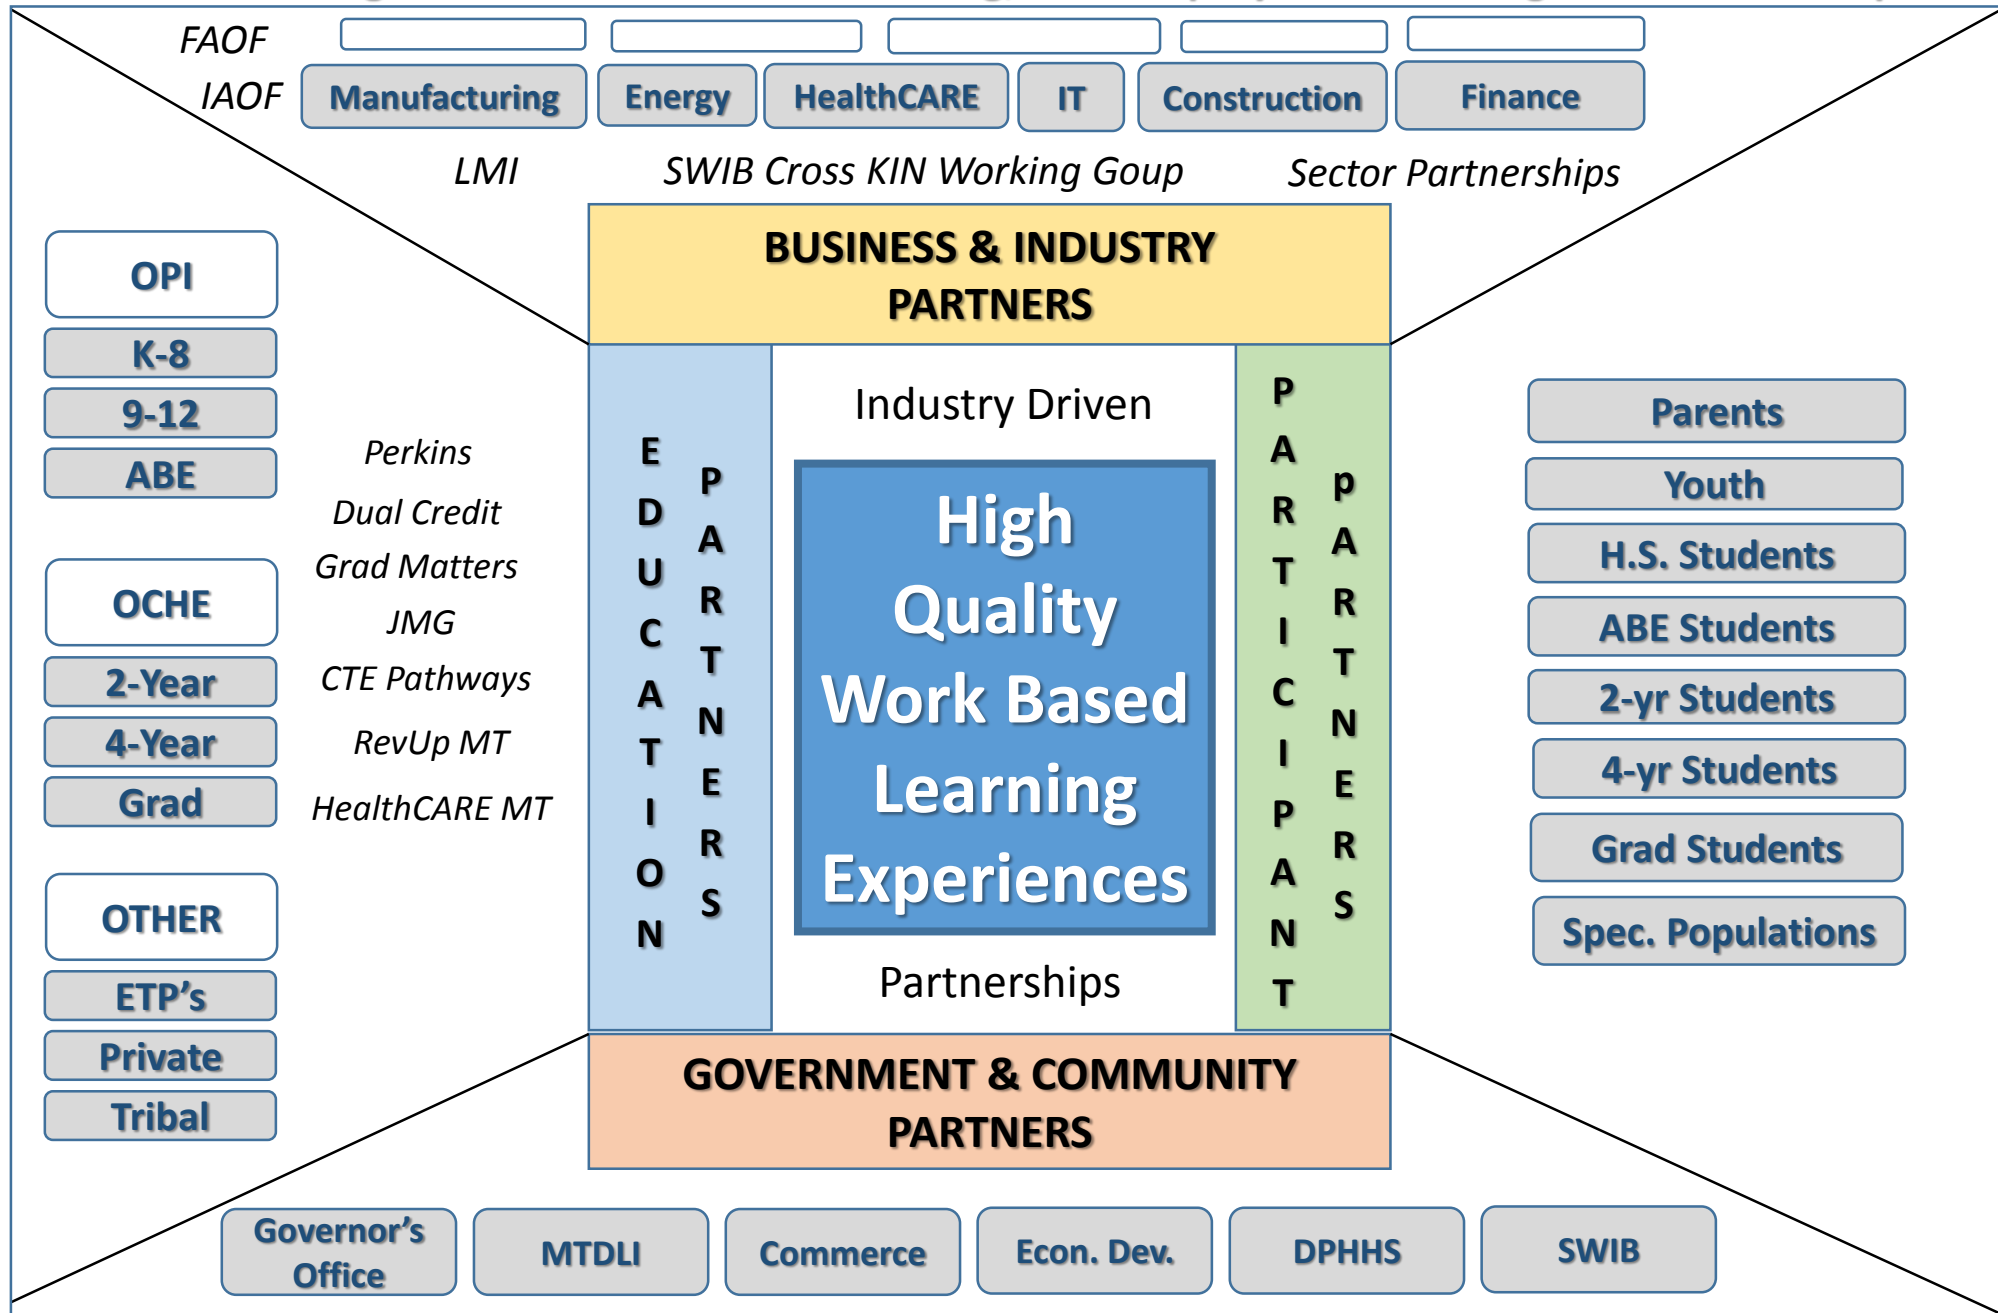 FAOF
IAOF
Manufacturing
Energy
HealthCARE
IT
Construction
Finance
LMI
SWIB Cross KIN Working Goup
Sector Partnerships
BUSINESS & INDUSTRY
PARTNERS
OPI
K-8
9-12
ABE
OCHE
2-Year
4-Year
Grad
OTHER
ETP's
Private
Tribal
Perkins
Dual Credit
Grad Matters
JMG
CTE Pathways
RevUp MT
HealthCARE MT
EDUCATION
PARTNERS
Industry Driven
High
Quality
Work Based
Learning
Experiences
Partnerships
PARTICIPANT
pARTNERS
Parents
Youth
H.S. Students
ABE Students
2-yr Students
4-yr Students
Grad Students
Spec. Populations
GOVERNMENT & COMMUNITY
PARTNERS
Governor's
Office
MTDLI
Commerce
Econ. Dev.
DPHHS
SWIB